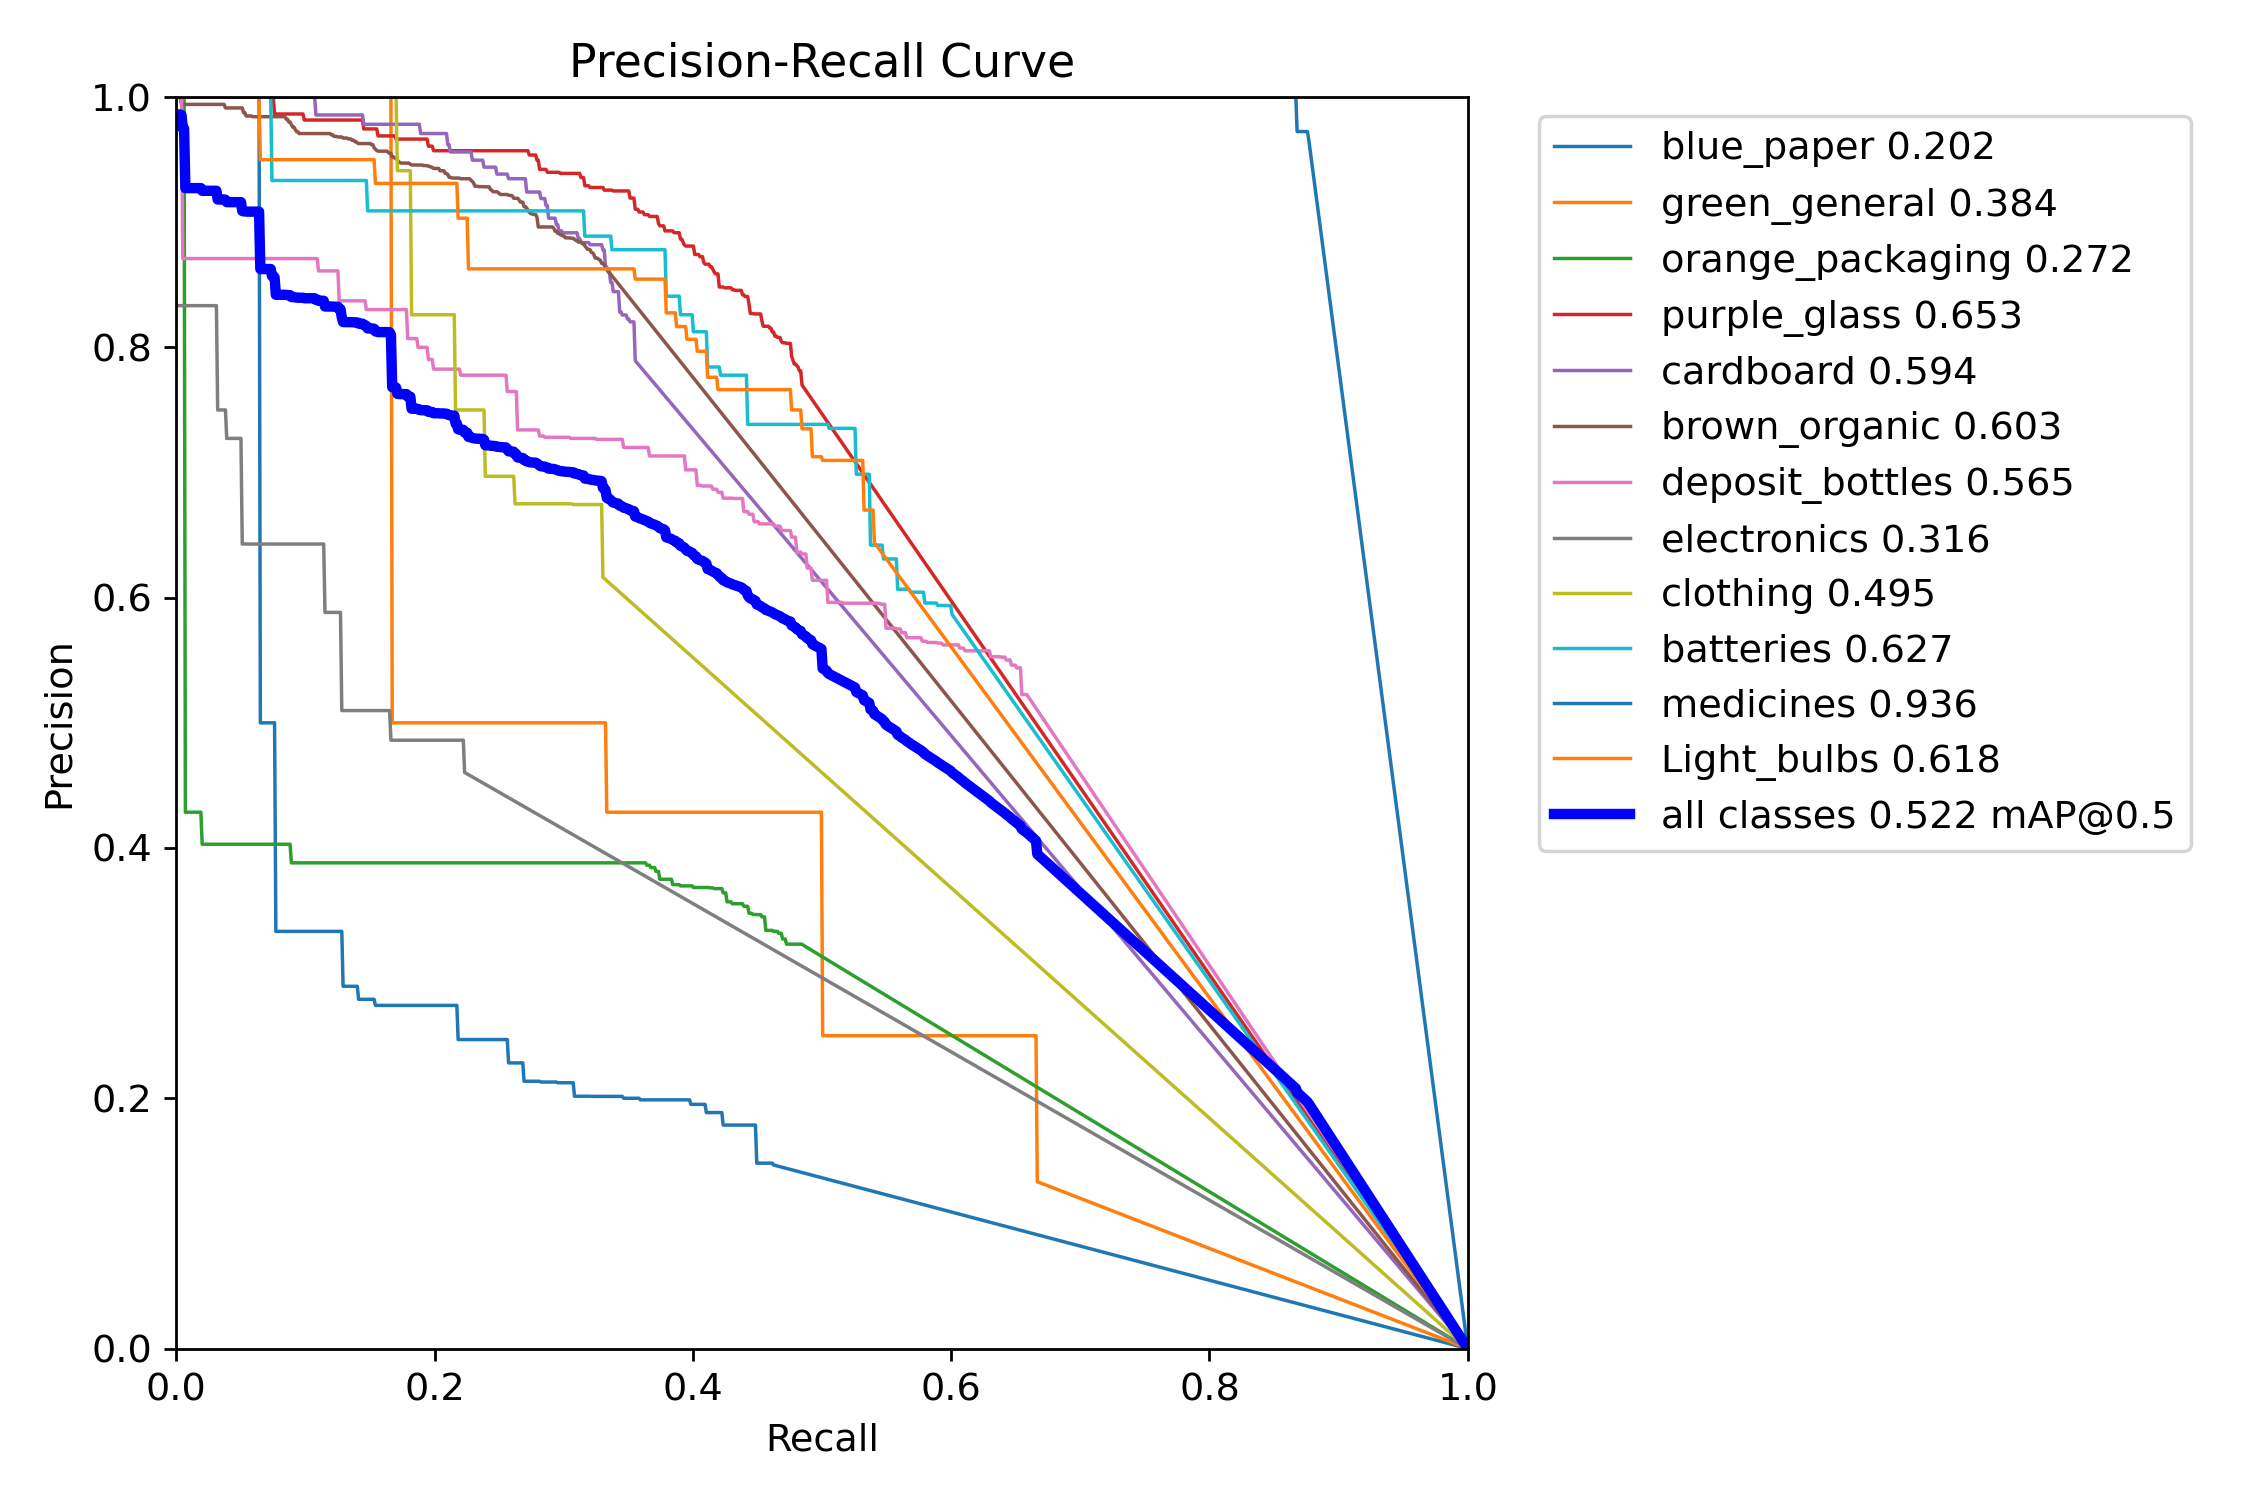 Precision-Recall Curve
1.0
0.8
0.6
0.4
0.2
0.0
Precision
0.0 0.2 0.4 0.6 0.8 1.0
Recall
blue_paper 0.202
green_general 0.384
orange_packaging 0.272
purple_glass 0.653
cardboard 0.594
brown_organic 0.603
deposit_bottles 0.565
electronics 0.316
clothing 0.495
batteries 0.627
medicines 0.936
Light_bulbs 0.618
all classes 0.522 mAP@0.5